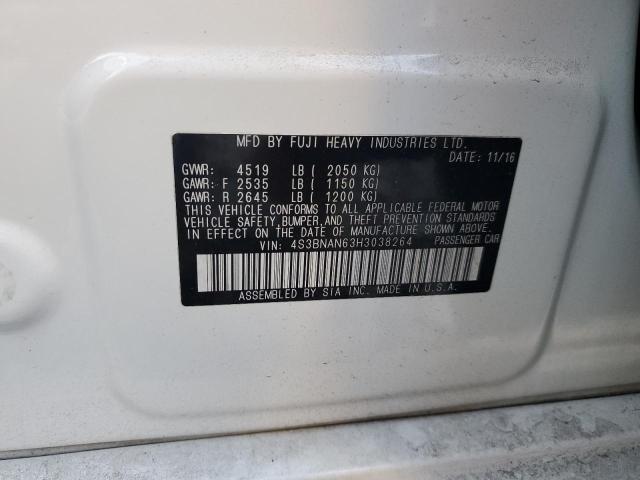 MFD BY FUJI HEAVY INDUSTRIES LTD.
DATE: 11/16
GVWR: 4519 LB ( 2050 KG)
GAWR: F 2535 LB ( 1150 KG)
GAWR: R 2645 LB ( 1200 KG)
THIS VEHICLE CONFORMS TO ALL APPLICABLE FEDERAL MOTOR
VEHICLE SAFETY, BUMPER, AND THEFT PREVENTION STANDARDS
IN EFFECT ON THE DATE OF MANUFACTURE SHOWN ABOVE.
VIN: 4S3BNAN63H3038264 PASSENGER CAR
ASSEMBLED BY SIA INC. MADE IN U.S.A.